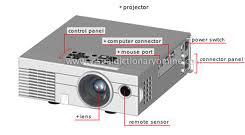 + projector
control panel
+ computer connector
power switch
+ mouse port
connector panel
+ lens
remote sensor